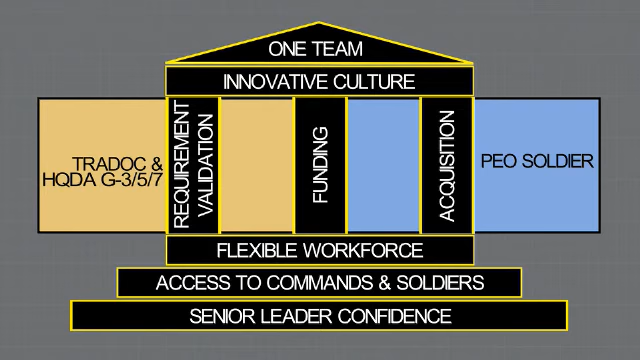 ONE TEAM
INNOVATIVE CULTURE
TRADOC &
HQDA G-3/5/7
REQUIREMENT
VALIDATION
FUNDING
ACQUISITION
PEO SOLDIER
FLEXIBLE WORKFORCE
ACCESS TO COMMANDS & SOLDIERS
SENIOR LEADER CONFIDENCE